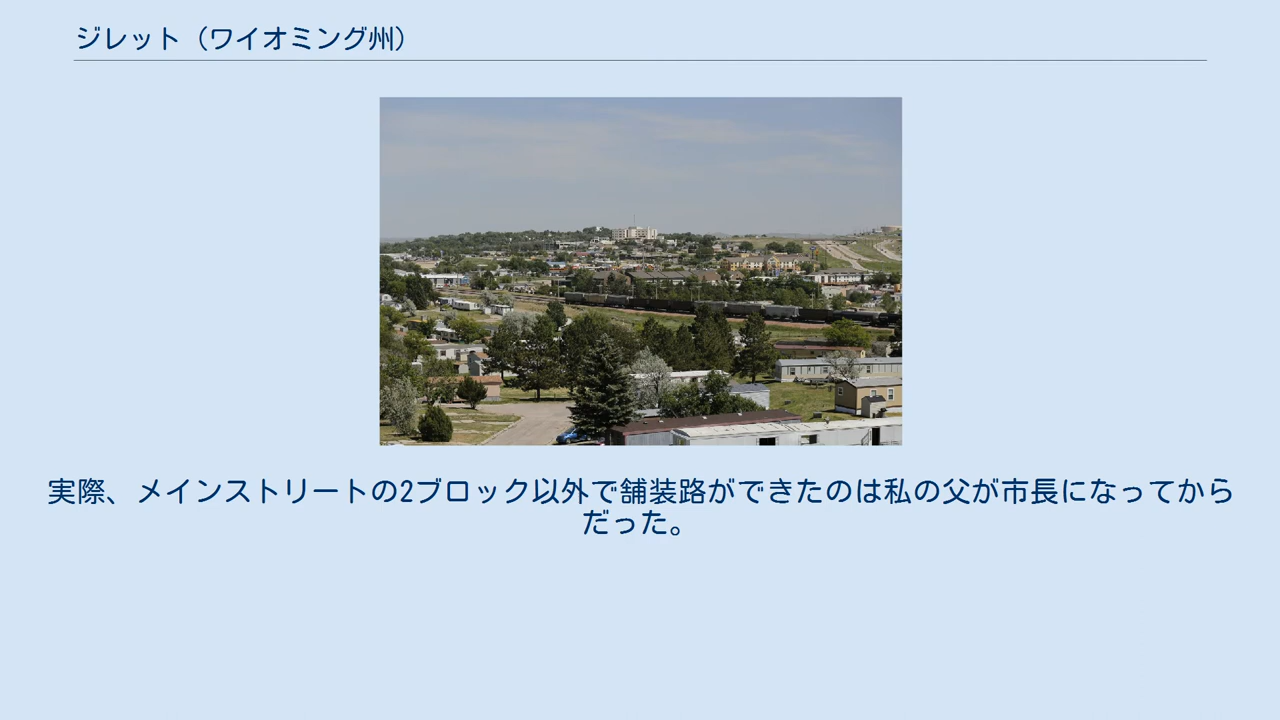 ジレット（ワイオミング州）
実際、メインストリートの2ブロック以外で舗装路ができたのは私の父が市長になってから
だった。